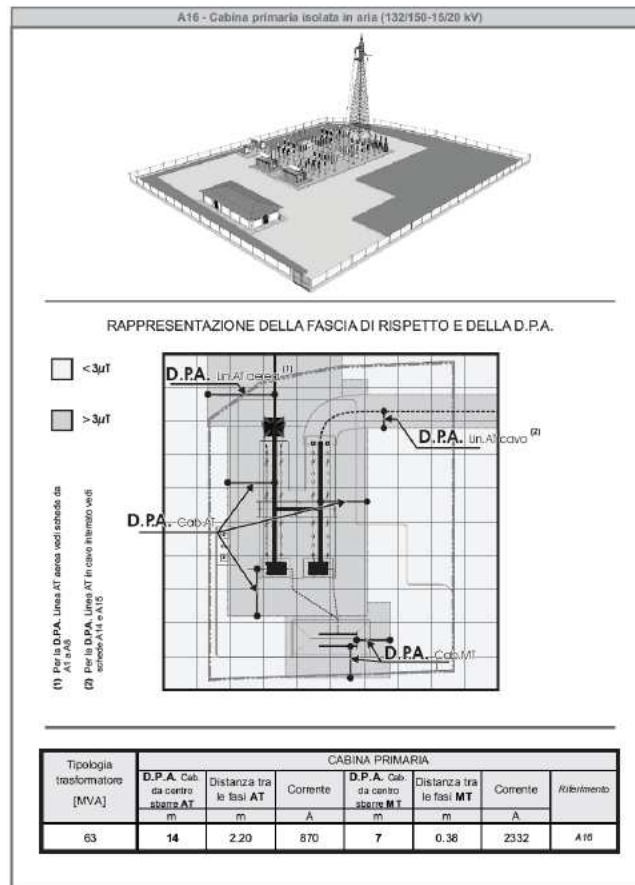 A16 - Cabina primaria isolata in aria (132/150-15/20 kV)
RAPPRESENTAZIONE DELLA FASCIA DI RISPETTO E DELLA D.P.A.
< 3µT
> 3µT
D.P.A. Lin. AT aerea (1)
D.P.A. Lin. AT cavo (2)
D.P.A. Cab. AT
D.P.A. Cab. MT
(1) Per la D.P.A. Linea AT aerea vedi schede da
A1 a A8
(2) Per la D.P.A. Linea AT in cavo interrato vedi
schede A14 e A15
Tipologia trasformatore [MVA]
CABINA PRIMARIA
D.P.A. Cab. da centro sbarre AT
Distanza tra le fasi AT
Corrente
D.P.A. Cab. da centro sbarre MT
Distanza tra le fasi MT
Corrente
Riferimento
m m A m m A
63 14 2.20 870 7 0.38 2332 A16